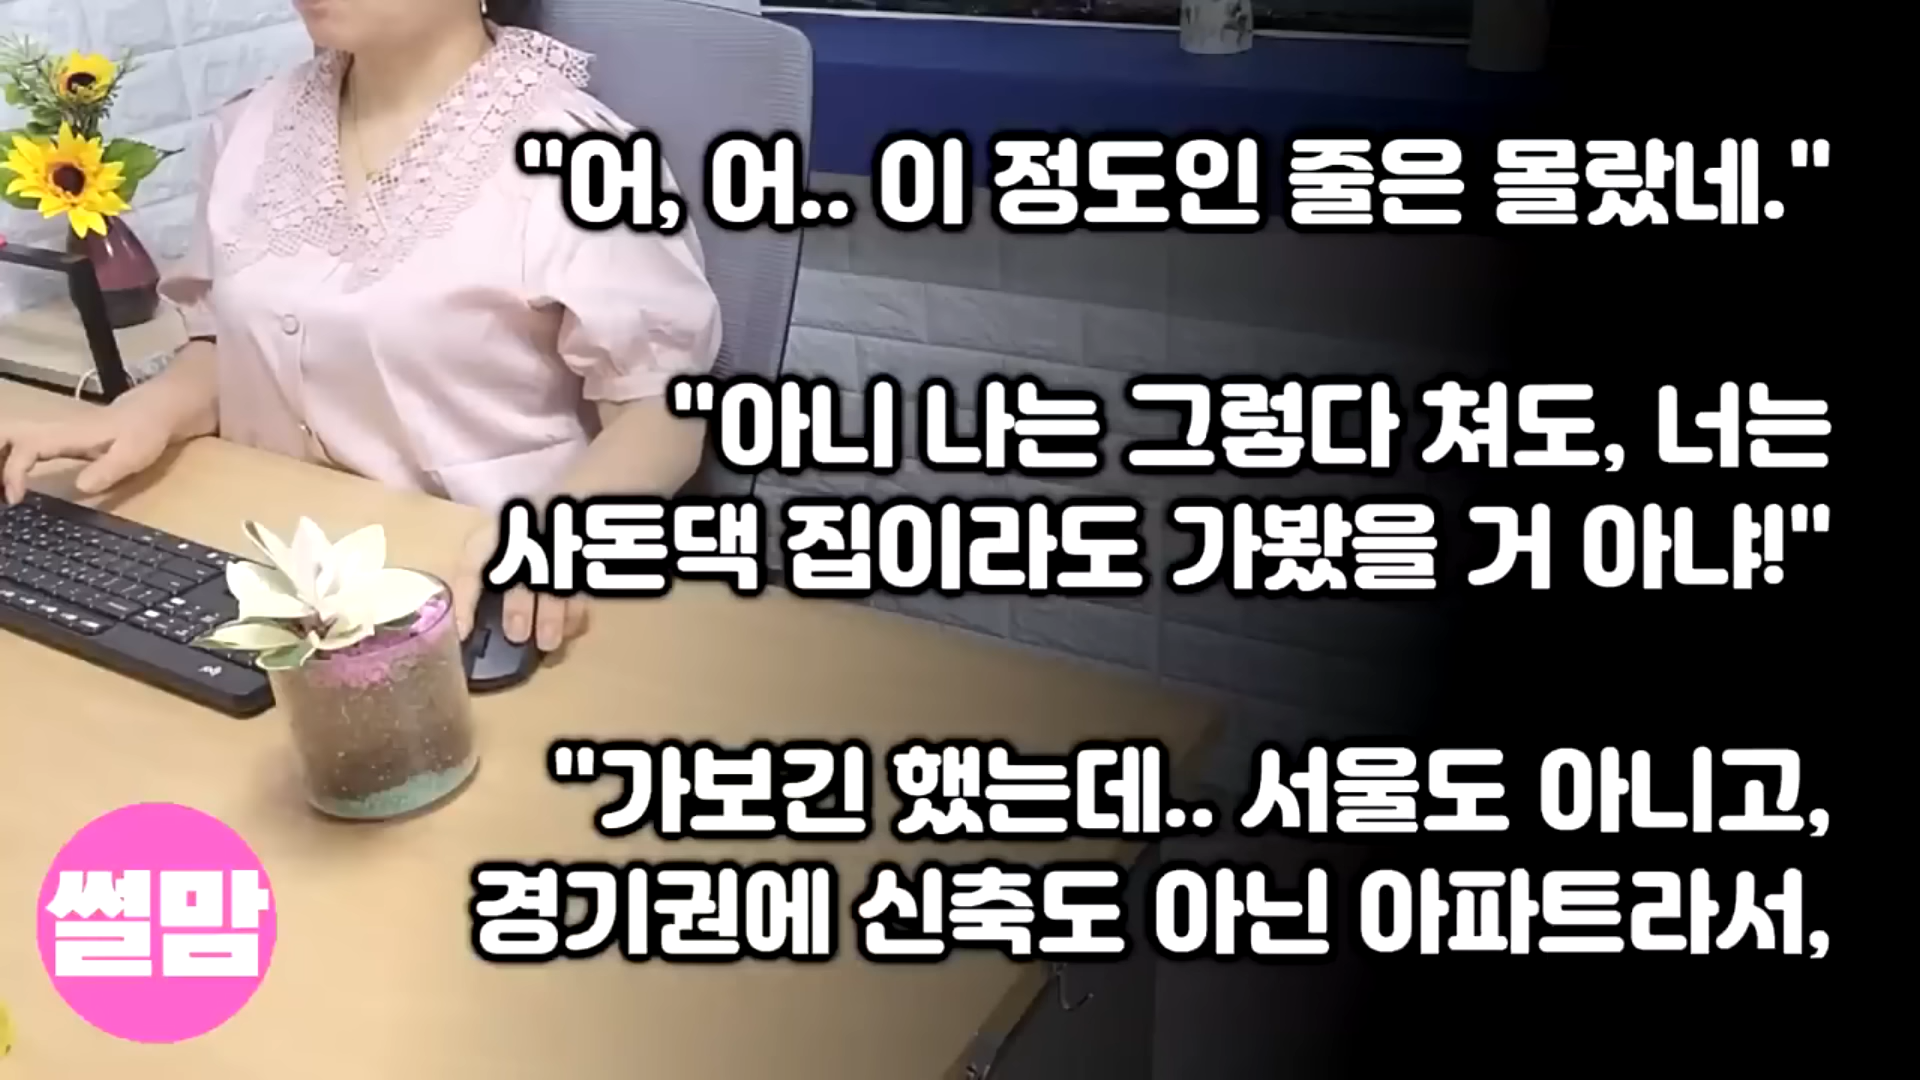 "어, 어.. 이 정도인 줄은 몰랐네."
"아니 나는 그렇다 쳐도, 너는
사돈댁 집이라도 가봤을 거 아냐!"
"가보긴 했는데.. 서울도 아니고,
경기권에 신축도 아닌 아파트라서,
썰맘